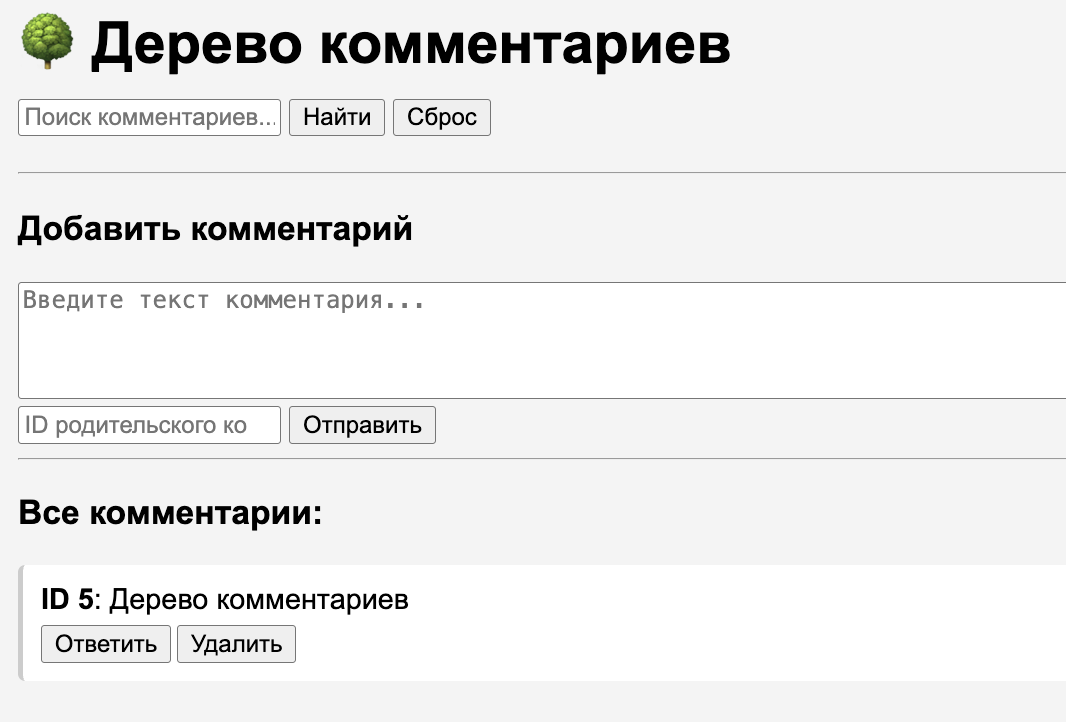 Дерево комментариев
Поиск комментариев... Найти Сброс
Добавить комментарий
Введите текст комментария...
ID родительского ко Отправить
Все комментарии:
ID 5: Дерево комментариев
Ответить Удалить